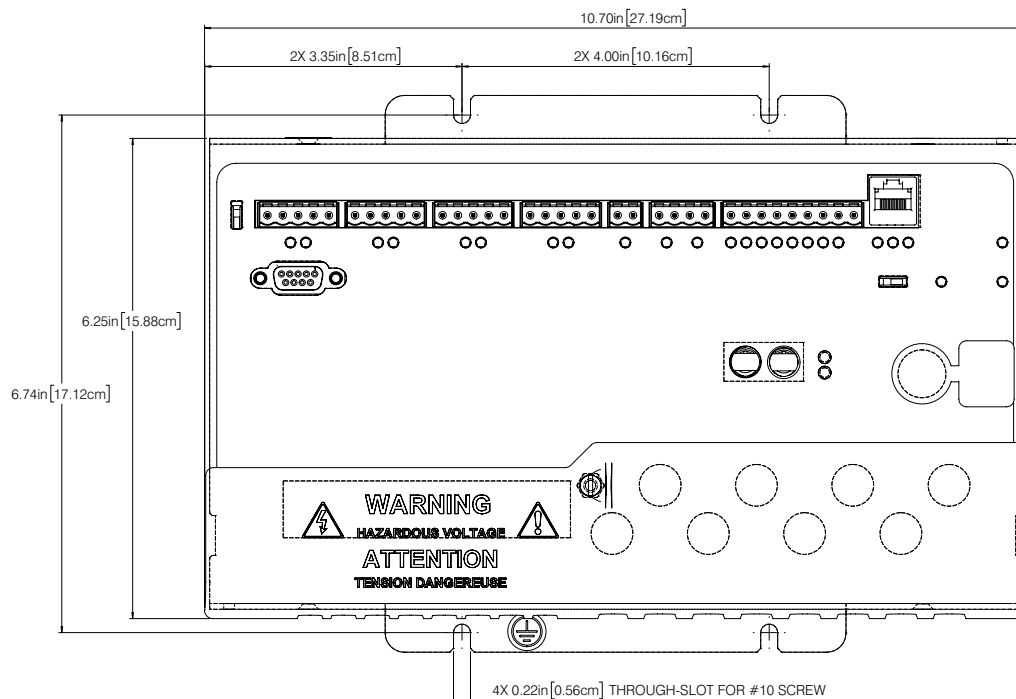 10.70in[27.19cm]
2X 3.35in[8.51cm]
2X 4.00in[10.16cm]
6.25in[15.88cm]
6.74in[17.12cm]
WARNING
HAZARDOUS VOLTAGE
ATTENTION
TENSION DANGEREUSE
4X 0.22in[0.56cm] THROUGH-SLOT FOR #10 SCREW